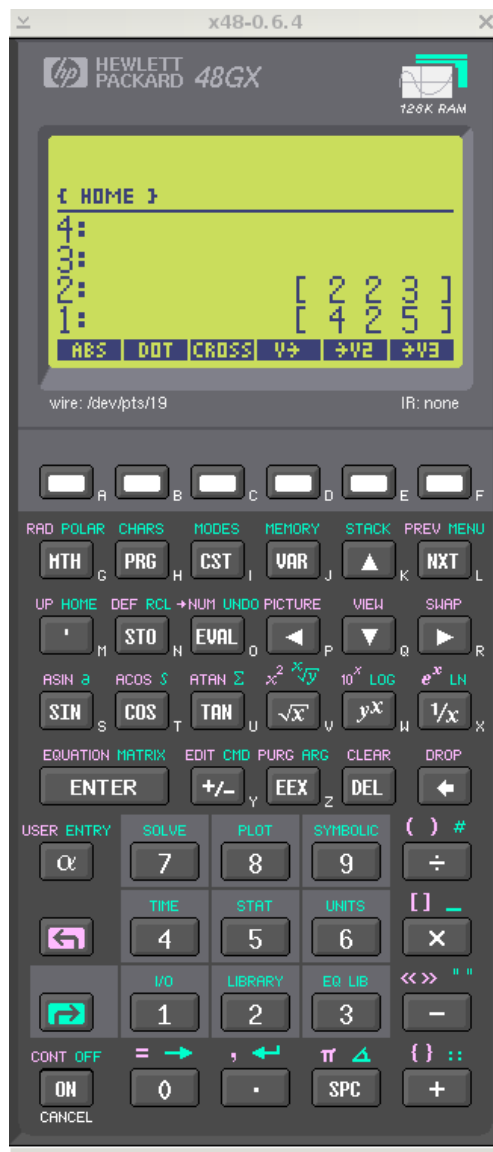 x48-0.6.4
hp HEWLETT PACKARD 48GX
128K RAM
{ HOME }
4:
3:
2: [ 2 2 3 ]
1: [ 4 2 5 ]
ABS DOT CROSS V→ →V2 →V3
wire: /dev/pts/19 IR: none
A B C D E F
RAD POLAR CHARS MODES MEMORY STACK PREV MENU
MTH G PRG H CST I VAR J ▲ K NXT L
UP HOME DEF RCL →NUM UNDO PICTURE VIEW SWAP
' M STO N EVAL O ◀ P ▼ Q ▶ R
ASIN ∂ ACOS ∫ ATAN Σ x² ˣ√y 10ˣ LOG eˣ LN
SIN S COS T TAN U √x V yˣ W 1/x X
EQUATION MATRIX EDIT CMD PURG ARG CLEAR DROP
ENTER +/− Y EEX Z DEL ←
USER ENTRY SOLVE PLOT SYMBOLIC ( ) #
α 7 8 9 ÷
TIME STAT UNITS [] _
↰ 4 5 6 ×
I/O LIBRARY EQ LIB «» " "
↱ 1 2 3 −
CONT OFF = → , ↵ π ∡ {} ::
ON 0 . SPC +
CANCEL